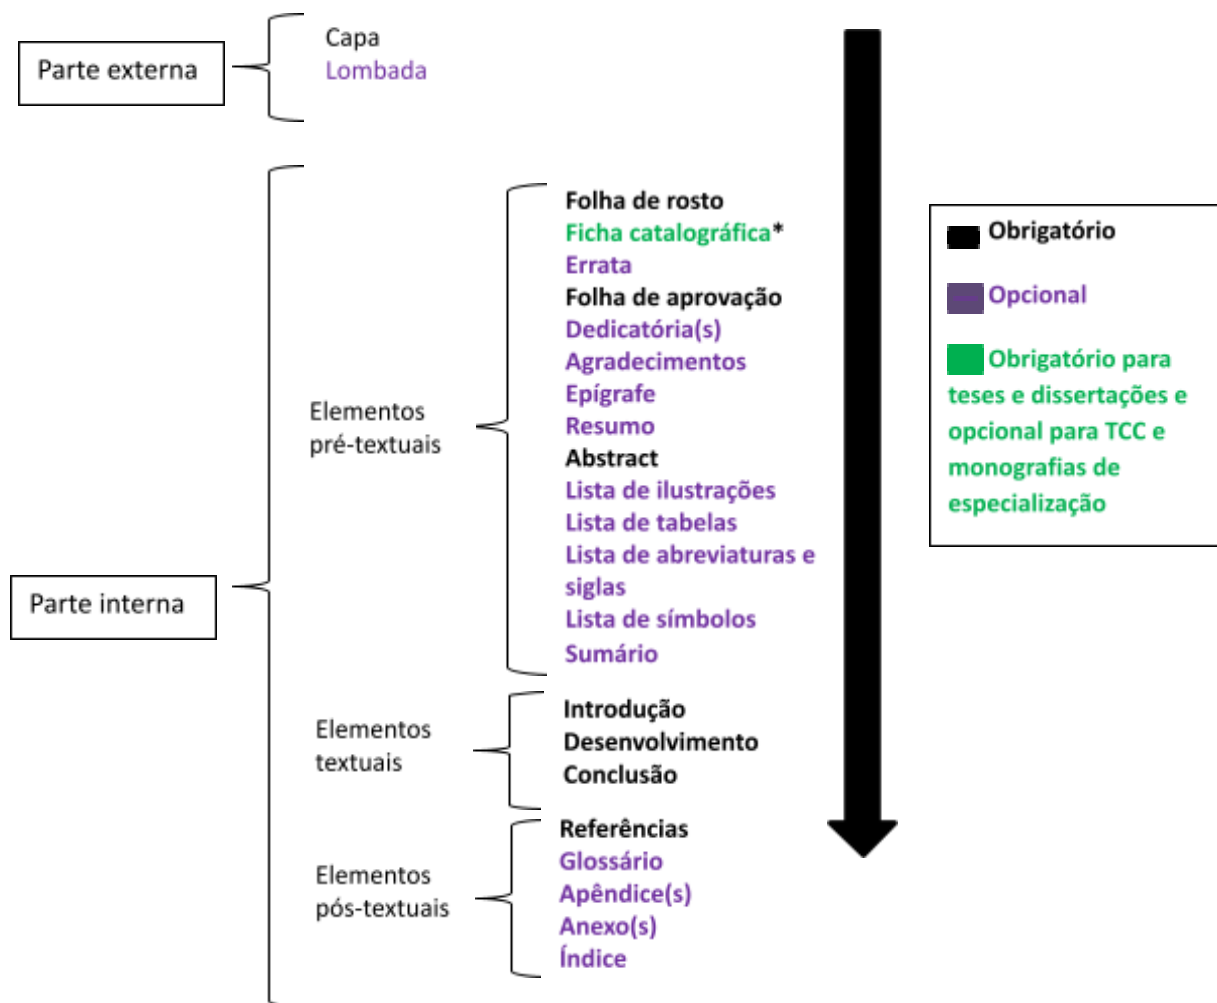 Parte externa
Capa
Lombada
Parte interna
Elementos
pré-textuais
Folha de rosto
Ficha catalográfica*
Errata
Folha de aprovação
Dedicatória(s)
Agradecimentos
Epígrafe
Resumo
Abstract
Lista de ilustrações
Lista de tabelas
Lista de abreviaturas e
siglas
Lista de símbolos
Sumário
Elementos
textuais
Introdução
Desenvolvimento
Conclusão
Elementos
pós-textuais
Referências
Glossário
Apêndice(s)
Anexo(s)
Índice
Obrigatório
Opcional
Obrigatório para
teses e dissertações e
opcional para TCC e
monografias de
especialização